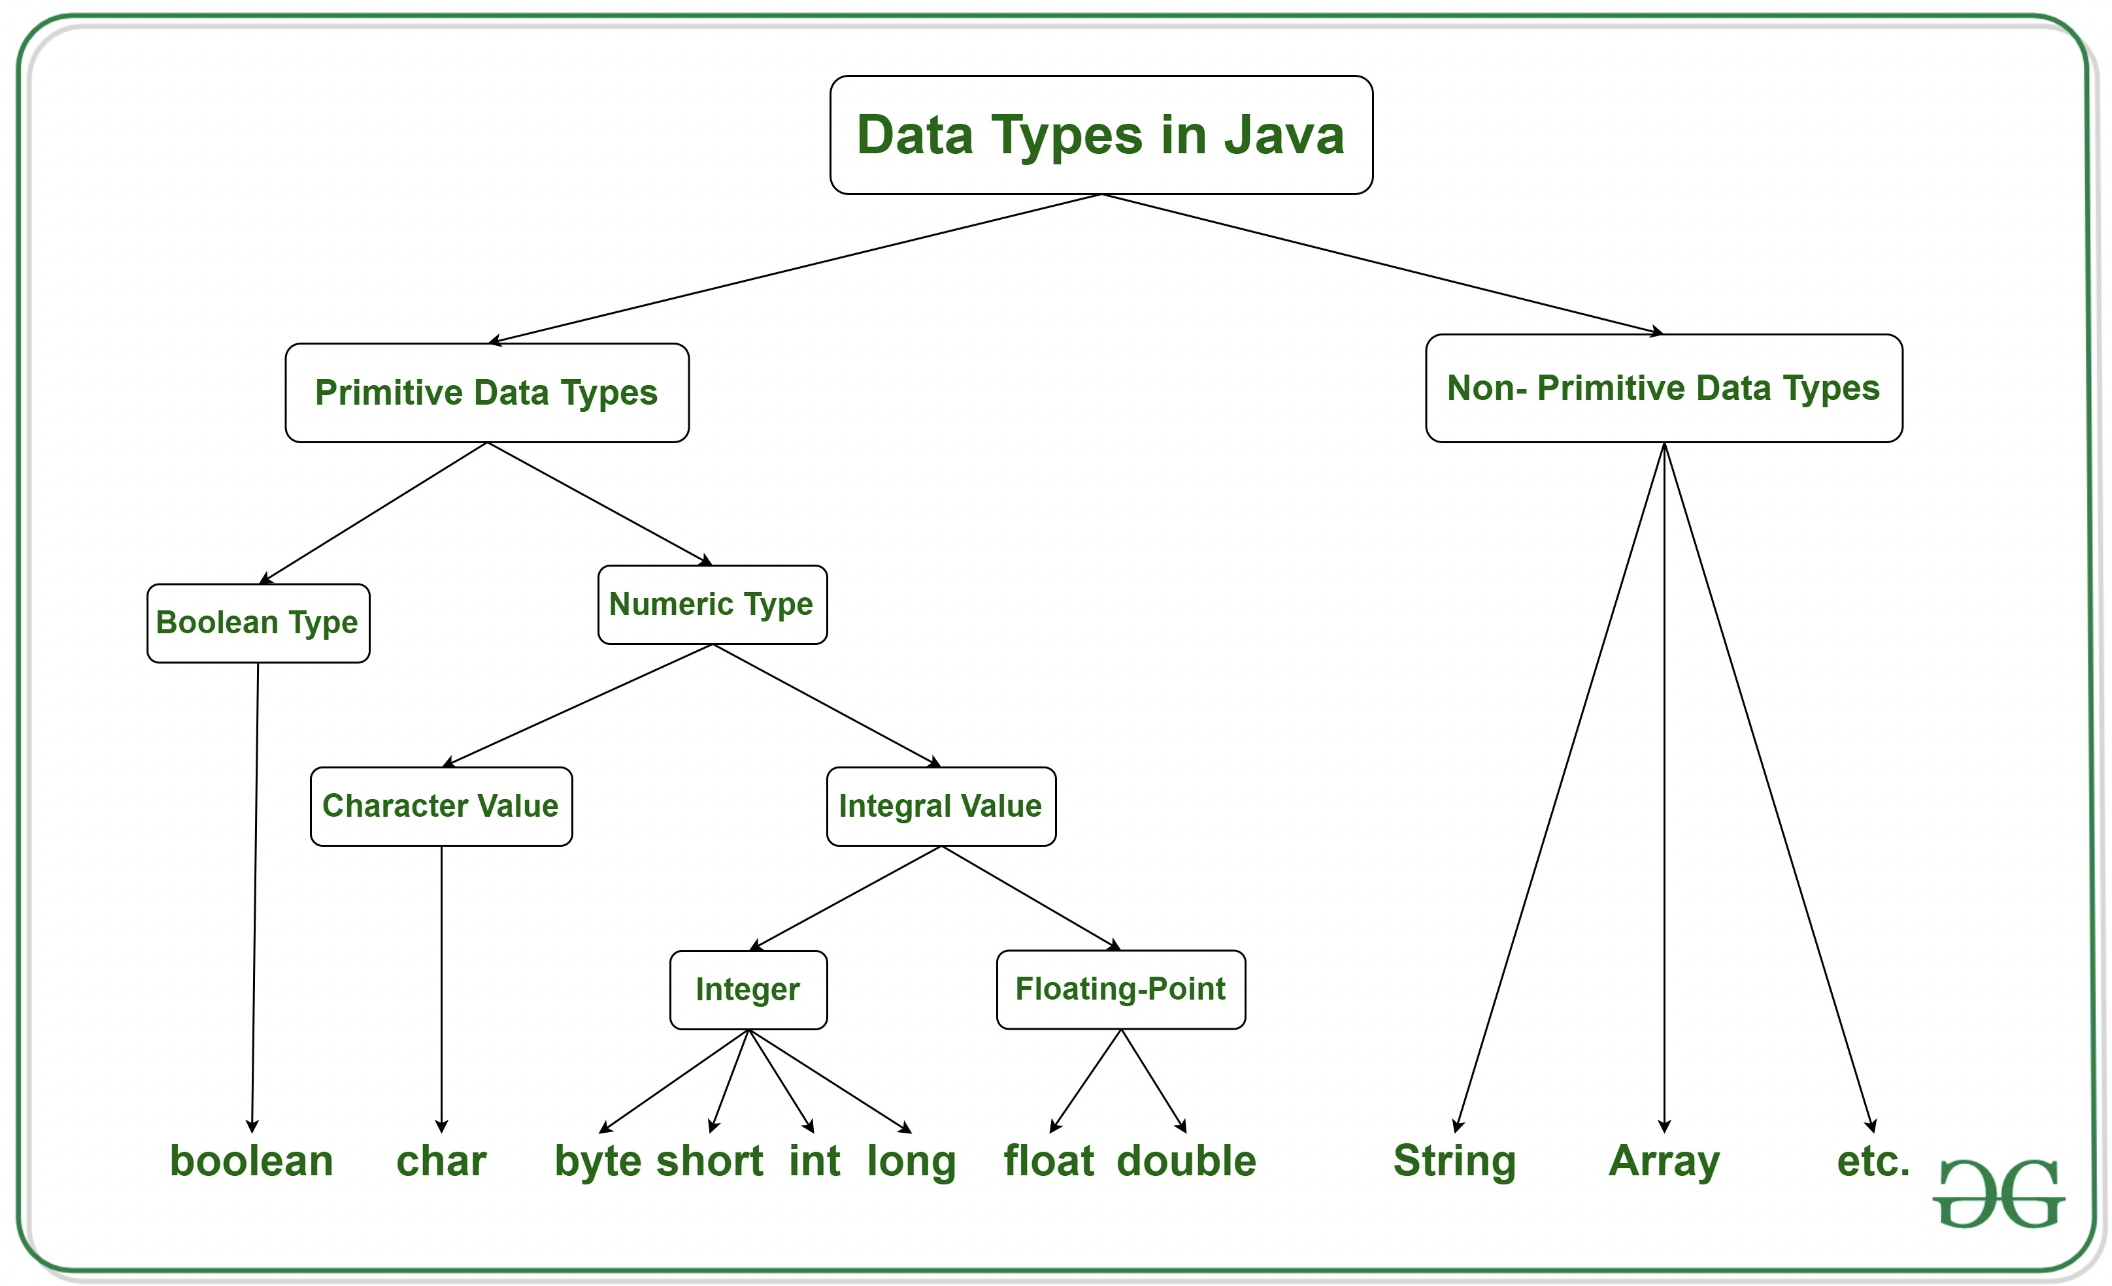 Data Types in Java
Primitive Data Types
Non- Primitive Data Types
Boolean Type
Numeric Type
Character Value
Integral Value
Integer
Floating-Point
boolean
char
byte
short
int
long
float
double
String
Array
etc.